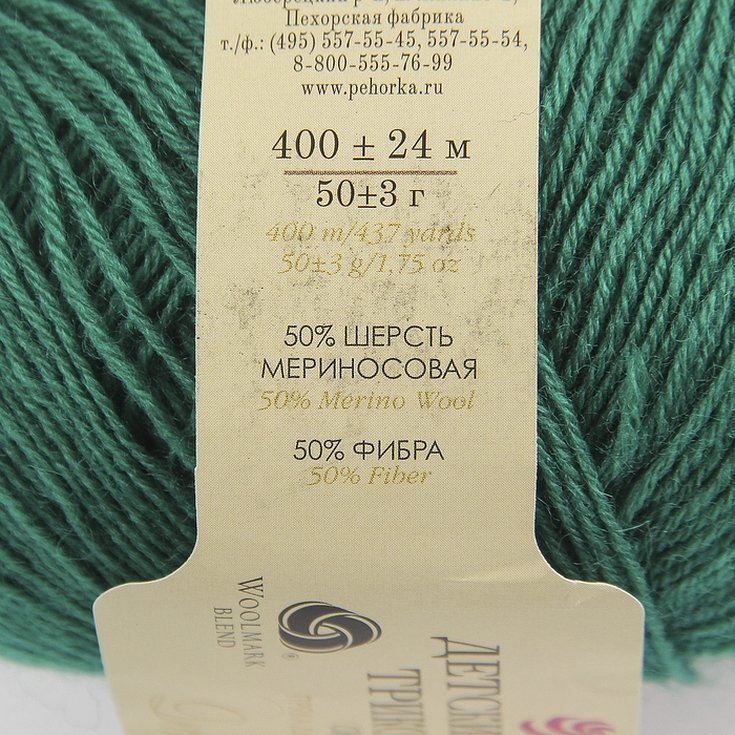 Пехорская фабрика
т./ф.: (495) 557-55-45, 557-55-54,
8-800-555-76-99
www.pehorka.ru
400 ± 24 м
50±3 г
400 m/437 yards
50±3 g/1,75 oz
50% ШЕРСТЬ
МЕРИНОСОВАЯ
50% Merino Wool
50% ФИБРА
50% Fiber
WOOLMARK
BLEND
®